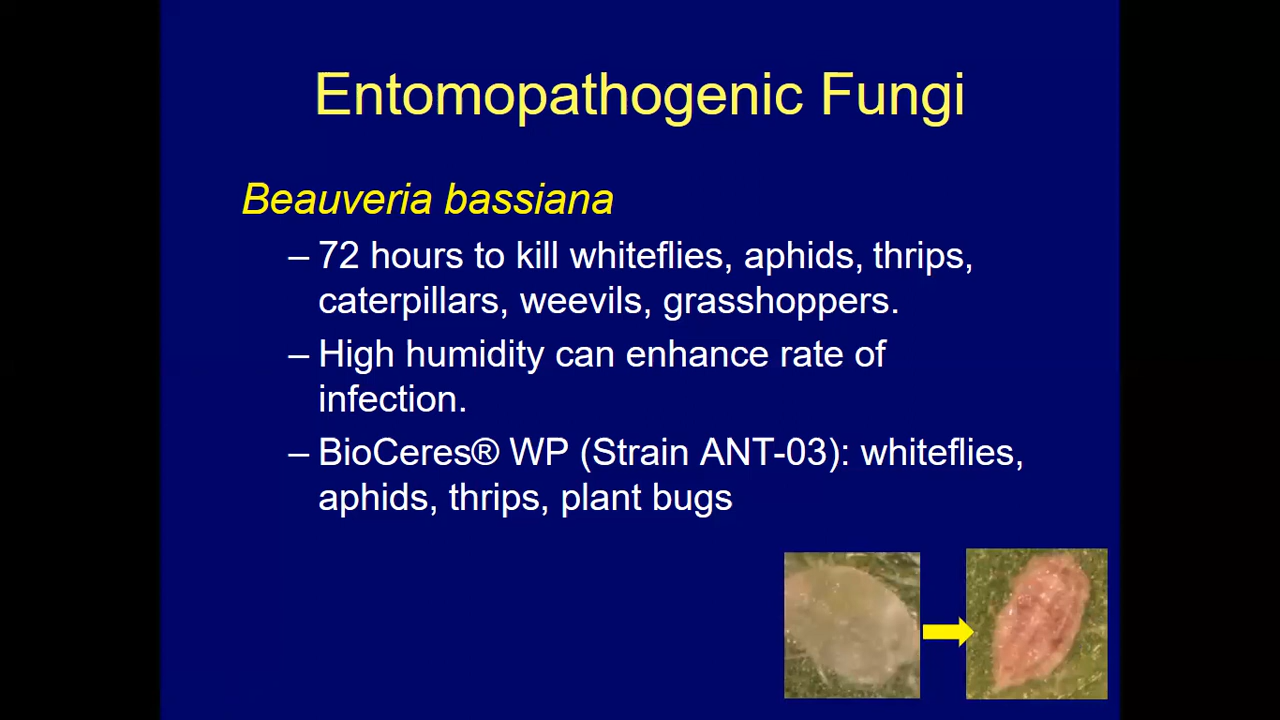 Entomopathogenic Fungi
Beauveria bassiana
– 72 hours to kill whiteflies, aphids, thrips,
caterpillars, weevils, grasshoppers.
– High humidity can enhance rate of
infection.
– BioCeres® WP (Strain ANT-03): whiteflies,
aphids, thrips, plant bugs